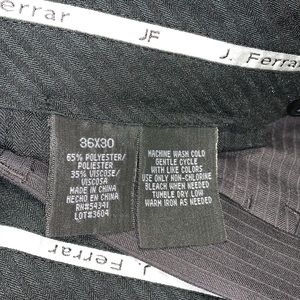 Ferrar
JF
J. Ferrar
36X30
65% POLYESTER/
POLIESTER
35% VISCOSE/
VISCOSA
MADE IN CHINA
HECHO EN CHINA
RN#54341
LOT#3604
MACHINE WASH COLD
GENTLE CYCLE
WITH LIKE COLORS
USE ONLY NON-CHLORINE
BLEACH WHEN NEEDED
TUMBLE DRY LOW
WARM IRON AS NEEDED
J. Ferrar